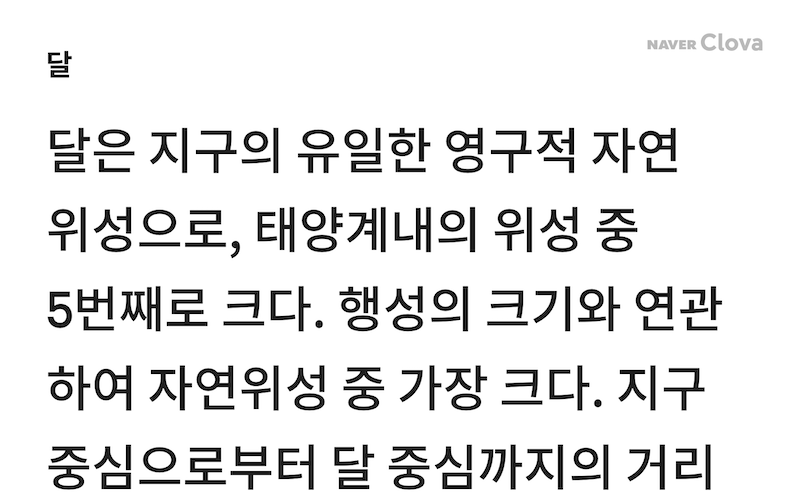 NAVER Clova
달
달은 지구의 유일한 영구적 자연
위성으로, 태양계내의 위성 중
5번째로 크다. 행성의 크기와 연관
하여 자연위성 중 가장 크다. 지구
중심으로부터 달 중심까지의 거리